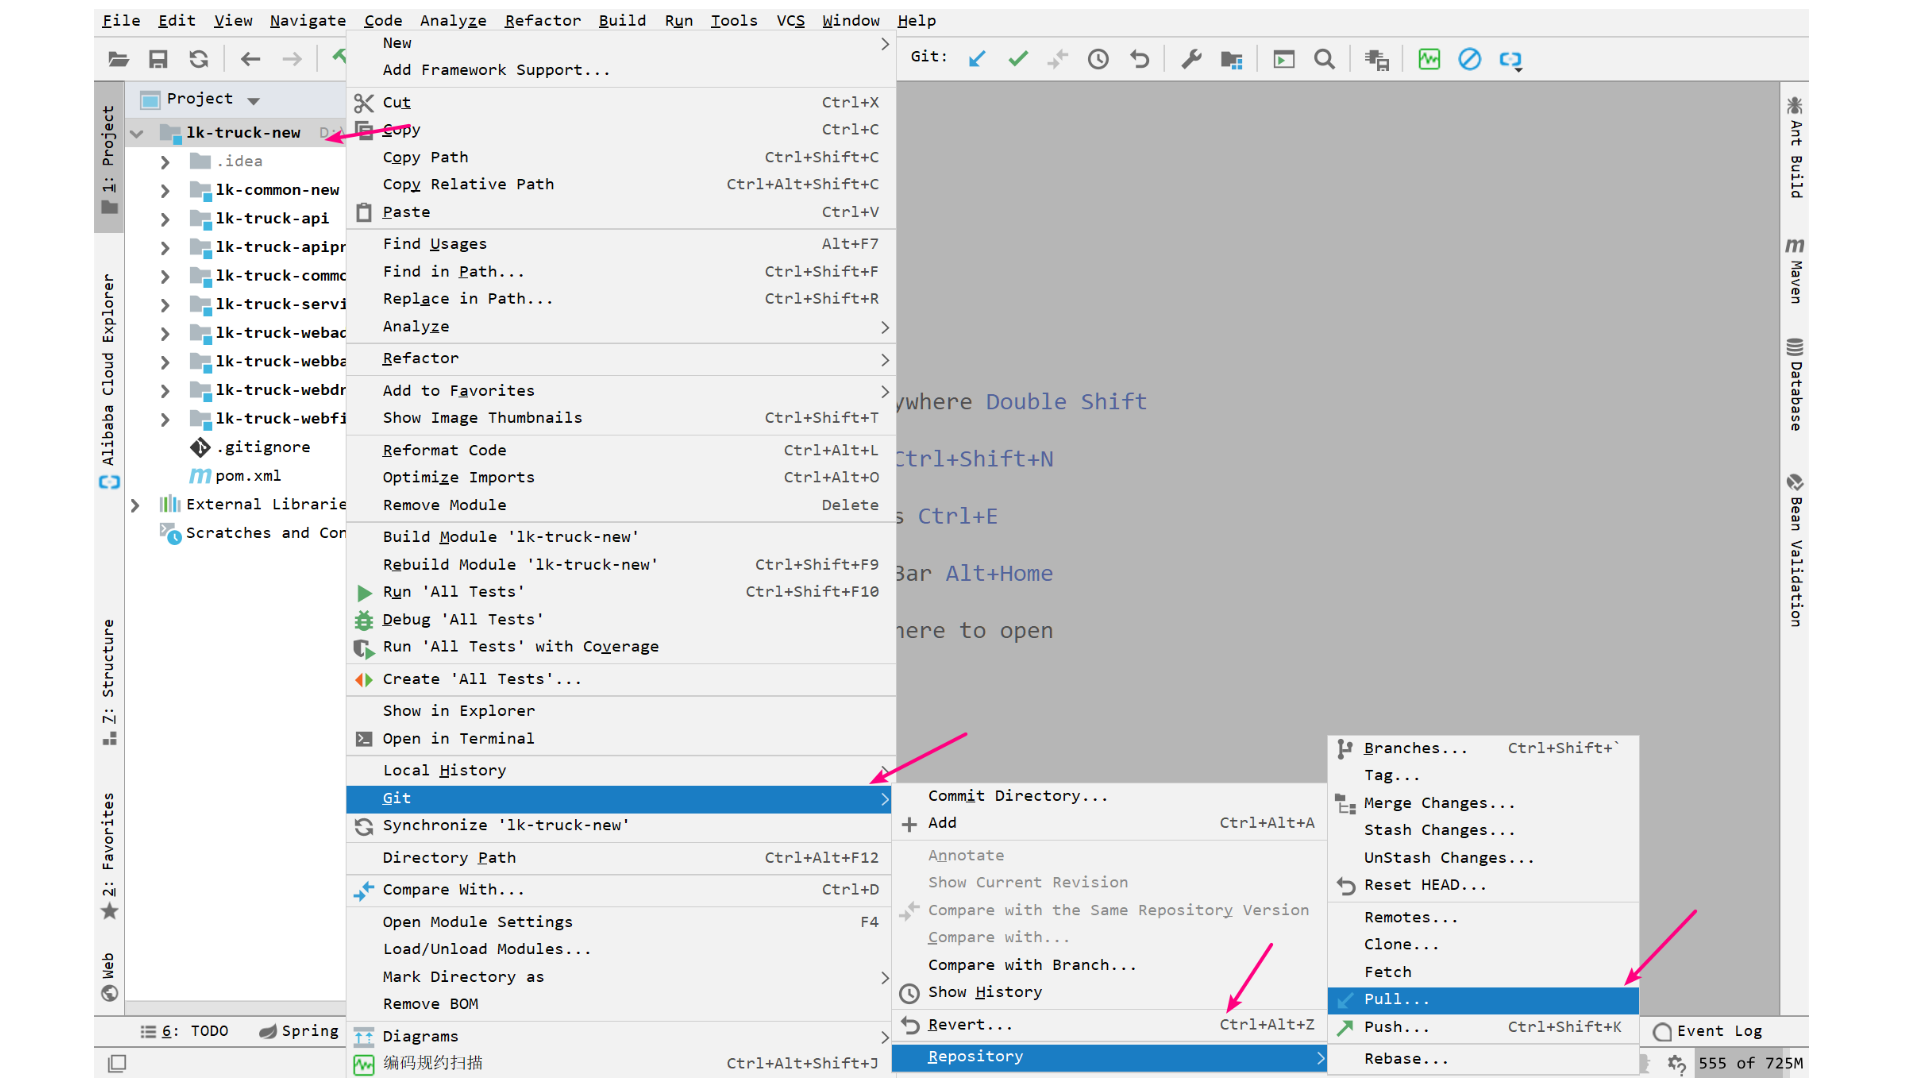 File Edit View Navigate Code Analyze Refactor Build Run Tools VCS Window Help
Git:
Project
lk-truck-new
.idea
lk-common-new
lk-truck-api
lk-truck-apipr
lk-truck-commo
lk-truck-servi
lk-truck-webad
lk-truck-webba
lk-truck-webdr
lk-truck-webfi
.gitignore
pom.xml
External Librarie
Scratches and Con
1: Project
Alibaba Cloud Explorer
7: Structure
2: Favorites
Web
New
Add Framework Support...
Cut Ctrl+X
Copy Ctrl+C
Copy Path Ctrl+Shift+C
Copy Relative Path Ctrl+Alt+Shift+C
Paste Ctrl+V
Find Usages Alt+F7
Find in Path... Ctrl+Shift+F
Replace in Path... Ctrl+Shift+R
Analyze
Refactor
Add to Favorites
Show Image Thumbnails Ctrl+Shift+T
Reformat Code Ctrl+Alt+L
Optimize Imports Ctrl+Alt+O
Remove Module Delete
Build Module 'lk-truck-new'
Rebuild Module 'lk-truck-new' Ctrl+Shift+F9
Run 'All Tests' Ctrl+Shift+F10
Debug 'All Tests'
Run 'All Tests' with Coverage
Create 'All Tests'...
Show in Explorer
Open in Terminal
Local History
Git
Synchronize 'lk-truck-new'
Directory Path Ctrl+Alt+F12
Compare With... Ctrl+D
Open Module Settings F4
Load/Unload Modules...
Mark Directory as
Remove BOM
Diagrams
编码规约扫描 Ctrl+Alt+Shift+J
ywhere Double Shift
Ctrl+Shift+N
s Ctrl+E
Bar Alt+Home
here to open
Commit Directory...
Add Ctrl+Alt+A
Annotate
Show Current Revision
Compare with the Same Repository Version
Compare with...
Compare with Branch...
Show History
Revert... Ctrl+Alt+Z
Repository
Branches... Ctrl+Shift+`
Tag...
Merge Changes...
Stash Changes...
UnStash Changes...
Reset HEAD...
Remotes...
Clone...
Fetch
Pull...
Push... Ctrl+Shift+K
Rebase...
Ant Build
Maven
Database
Bean Validation
6: TODO Spring
Event Log
555 of 725M